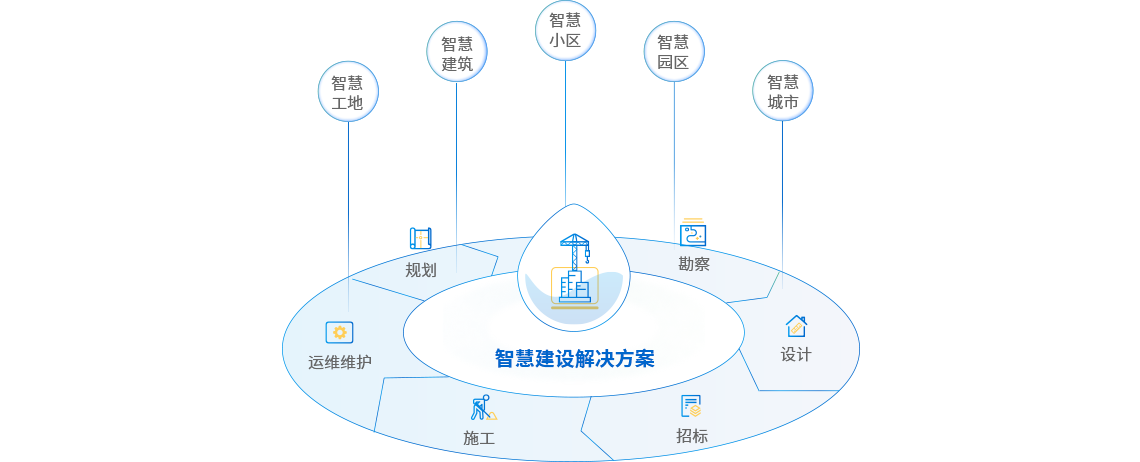 智慧
小区
智慧
建筑
智慧
园区
智慧
工地
智慧
城市
规划
勘察
运维维护
设计
智慧建设解决方案
施工
招标